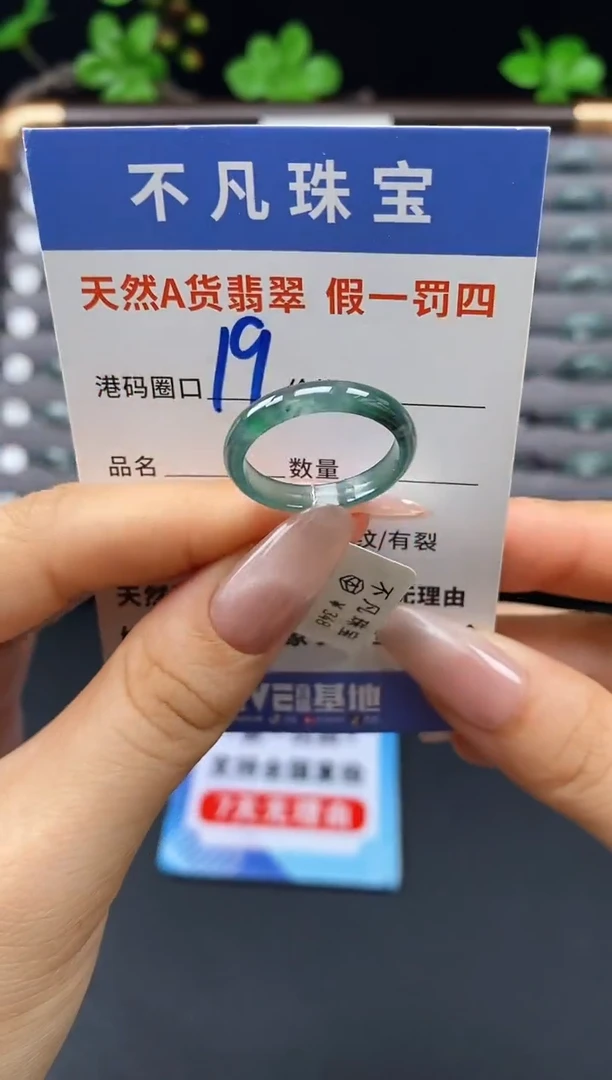 不凡珠宝
天然A货翡翠 假一罚四
港码圈口 19
品名 数量
纹/有裂
天然 无理由
不凡珠宝
¥348
基地
7天无理由